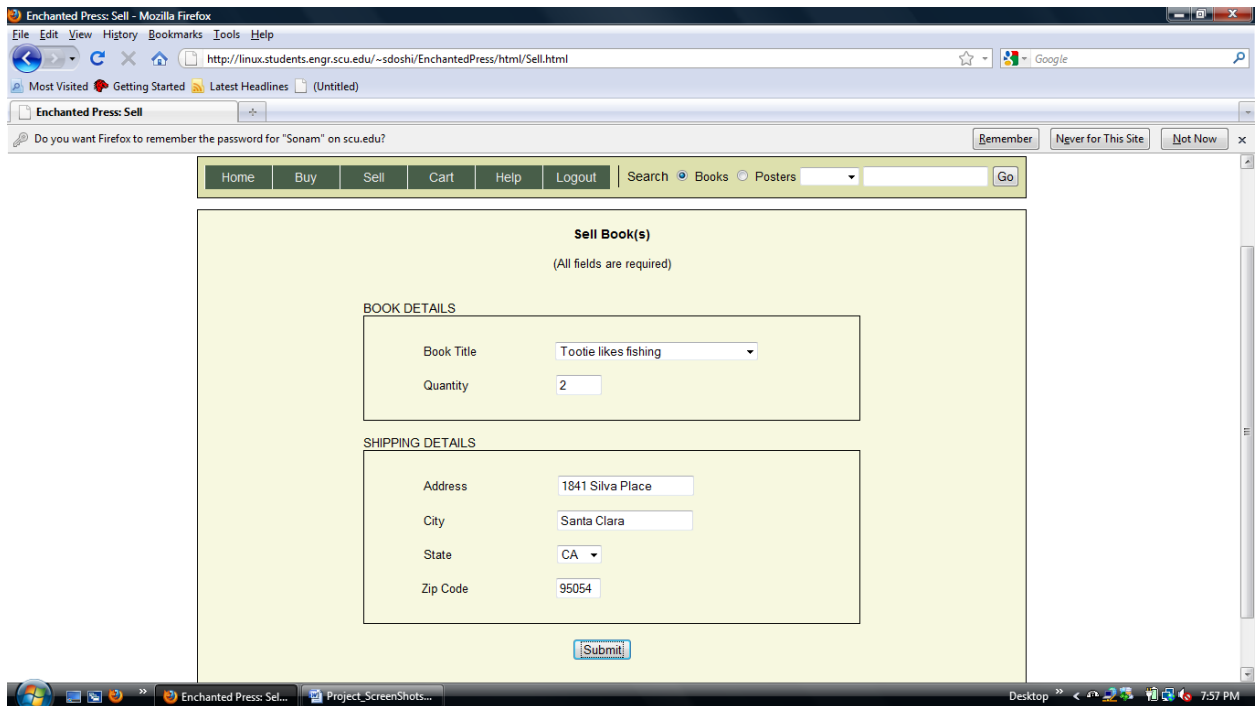 Enchanted Press: Sell - Mozilla Firefox
File Edit View History Bookmarks Tools Help
http://linux.students.engr.scu.edu/~sdoshi/EnchantedPress/html/Sell.html
Google
Most Visited Getting Started Latest Headlines (Untitled)
Enchanted Press: Sell
Do you want Firefox to remember the password for "Sonam" on scu.edu? Remember Never for This Site Not Now
Home Buy Sell Cart Help Logout Search Books Posters Go
Sell Book(s)
(All fields are required)
BOOK DETAILS
Book Title Tootie likes fishing
Quantity 2
SHIPPING DETAILS
Address 1841 Silva Place
City Santa Clara
State CA
Zip Code 95054
Submit
Enchanted Press: Sel... Project_ScreenShots... Desktop 7:57 PM